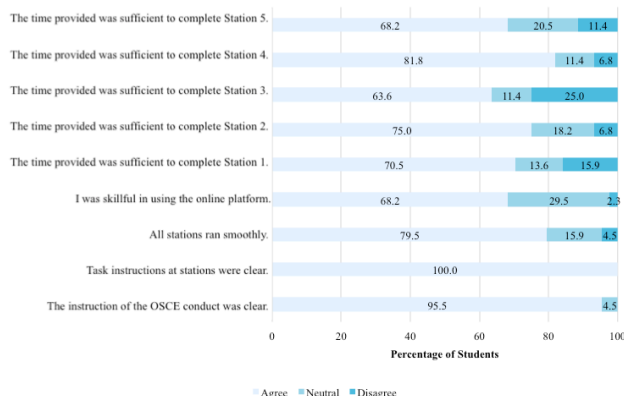 The time provided was sufficient to complete Station 5.
68.2 20.5 11.4
The time provided was sufficient to complete Station 4.
81.8 11.4 6.8
The time provided was sufficient to complete Station 3.
63.6 11.4 25.0
The time provided was sufficient to complete Station 2.
75.0 18.2 6.8
The time provided was sufficient to complete Station 1.
70.5 13.6 15.9
I was skillful in using the online platform.
68.2 29.5 2.3
All stations ran smoothly.
79.5 15.9 4.5
Task instructions at stations were clear.
100.0
The instruction of the OSCE conduct was clear.
95.5 4.5
0 20 40 60 80 100
Percentage of Students
Agree Neutral Disagree